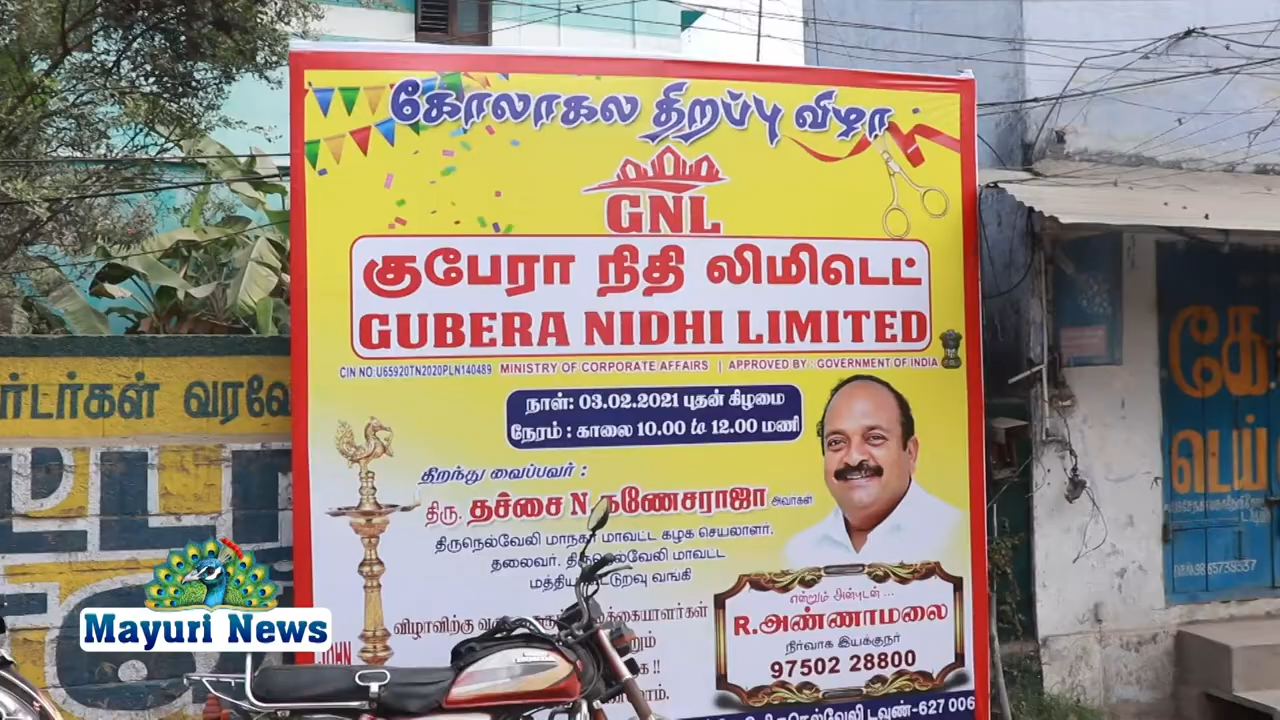 கோலாகல திறப்பு விழா
GNL
குபேரா நிதி லிமிடெட்
GUBERA NIDHI LIMITED
CIN NO:U65920TN2020PLN140489 MINISTRY OF CORPORATE AFFAIRS | APPROVED BY : GOVERNMENT OF INDIA
நாள்: 03.02.2021 புதன் கிழமை
நேரம் : காலை 10.00 to 12.00 மணி
திறந்து வைப்பவர் :
திரு. தச்சை N. கணேசராஜா அவர்கள்
திருநெல்வேலி மாநகர் மாவட்ட கழக செயலாளர்.
தலைவர். திருநெல்வேலி மாவட்ட
மத்திய கூட்டுறவு வங்கி
விழாவிற்கு
என்றும் அன்புடன் ...
R.அண்ணாமலை
நிர்வாக இயக்குநர்
97502 28800
டவுண்-627 006
JOHN
ர்டர்கள் வரவே
கே
டெய்
Mayuri News